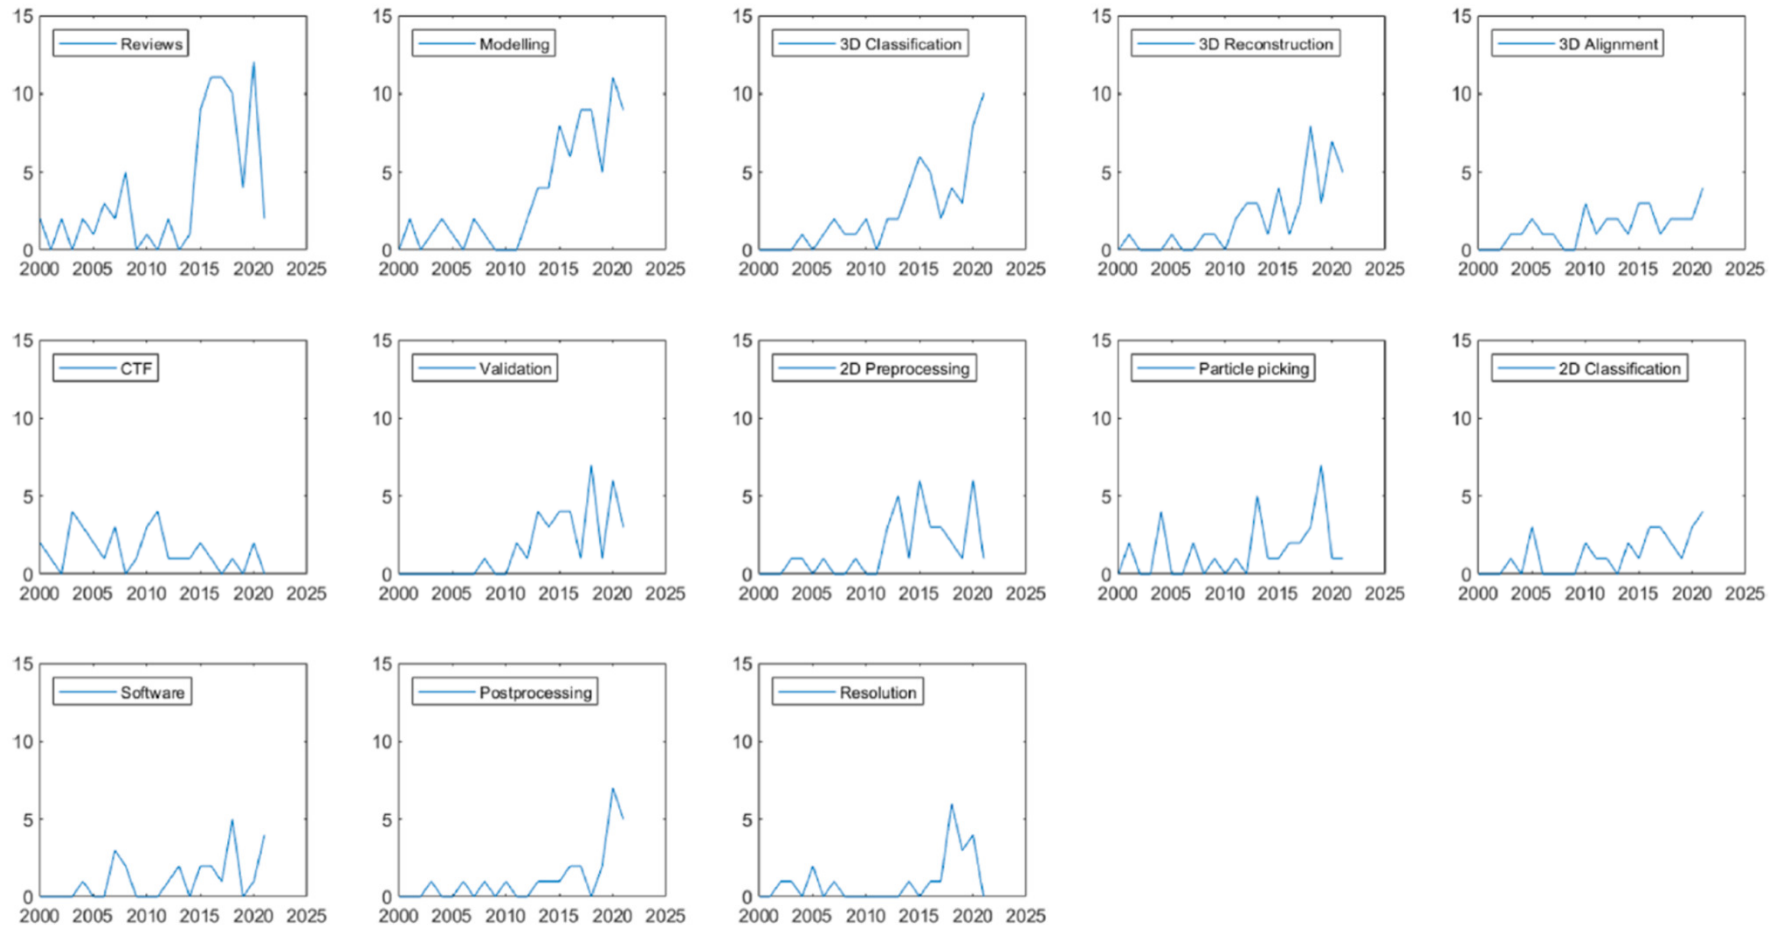 15 15 15 15 15
Reviews Modelling 3D Classification 3D Reconstruction 3D Alignment
10 10 10 10 10
5 5 5 5 5
0 0 0 0 0
2000 2005 2010 2015 2020 2025 2000 2005 2010 2015 2020 2025 2000 2005 2010 2015 2020 2025 2000 2005 2010 2015 2020 2025 2000 2005 2010 2015 2020 2025
15 15 15 15 15
CTF Validation 2D Preprocessing Particle picking 2D Classification
10 10 10 10 10
5 5 5 5 5
0 0 0 0 0
2000 2005 2010 2015 2020 2025 2000 2005 2010 2015 2020 2025 2000 2005 2010 2015 2020 2025 2000 2005 2010 2015 2020 2025 2000 2005 2010 2015 2020 2025
15 15 15
Software Postprocessing Resolution
10 10 10
5 5 5
0 0 0
2000 2005 2010 2015 2020 2025 2000 2005 2010 2015 2020 2025 2000 2005 2010 2015 2020 2025